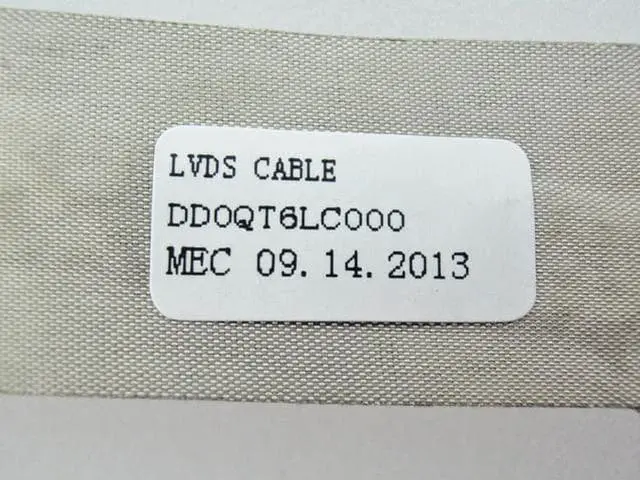 LVDS CABLE
DD0QT6LC000
MEC 09.14.2013